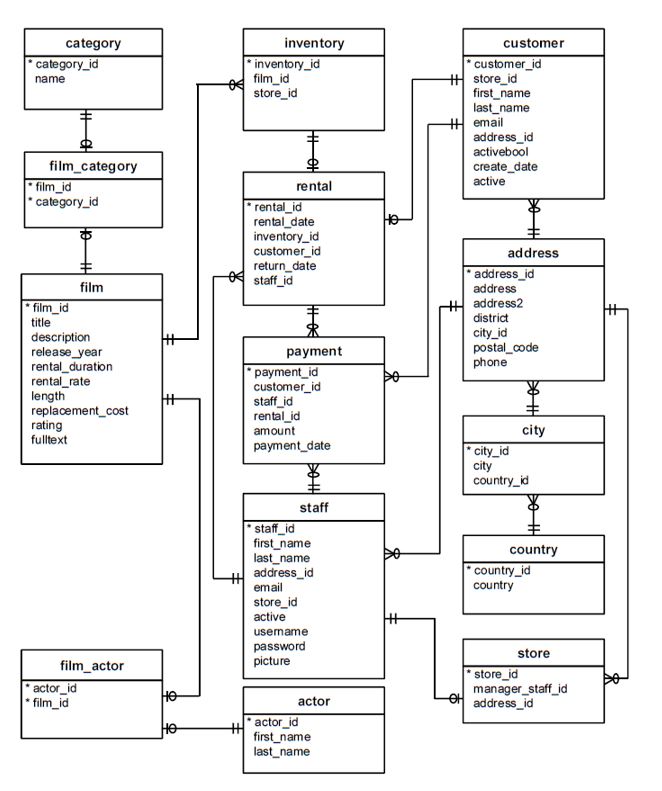 category
* category_id
name
film_category
* film_id
* category_id
film
* film_id
title
description
release_year
rental_duration
rental_rate
length
replacement_cost
rating
fulltext
film_actor
* actor_id
* film_id
inventory
* inventory_id
film_id
store_id
rental
* rental_id
rental_date
inventory_id
customer_id
return_date
staff_id
payment
* payment_id
customer_id
staff_id
rental_id
amount
payment_date
staff
* staff_id
first_name
last_name
address_id
email
store_id
active
username
password
picture
actor
* actor_id
first_name
last_name
customer
* customer_id
store_id
first_name
last_name
email
address_id
activebool
create_date
active
address
* address_id
address
address2
district
city_id
postal_code
phone
city
* city_id
city
country_id
country
* country_id
country
store
* store_id
manager_staff_id
address_id